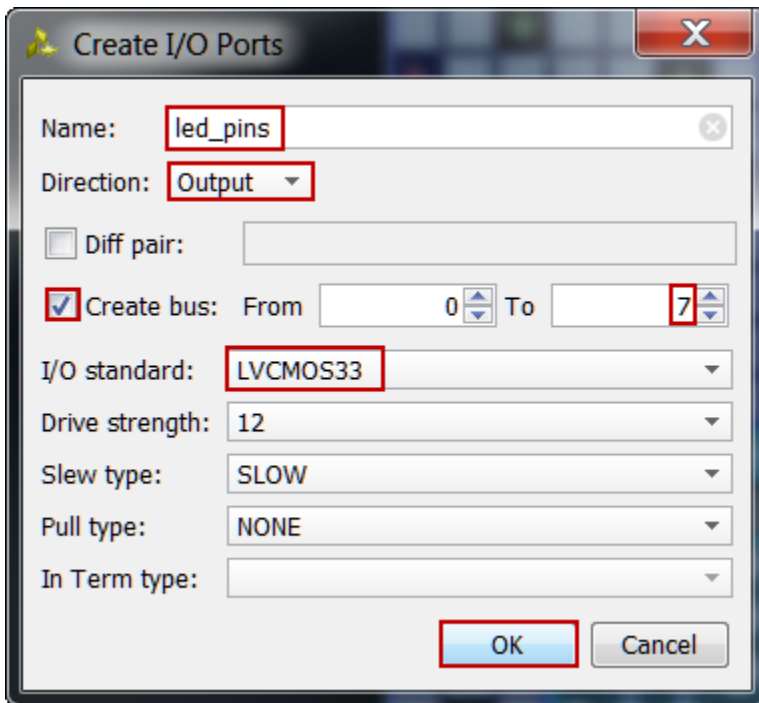 Create I/O Ports
Name: led_pins
Direction: Output
Diff pair:
Create bus: From 0 To 7
I/O standard: LVCMOS33
Drive strength: 12
Slew type: SLOW
Pull type: NONE
In Term type:
OK Cancel